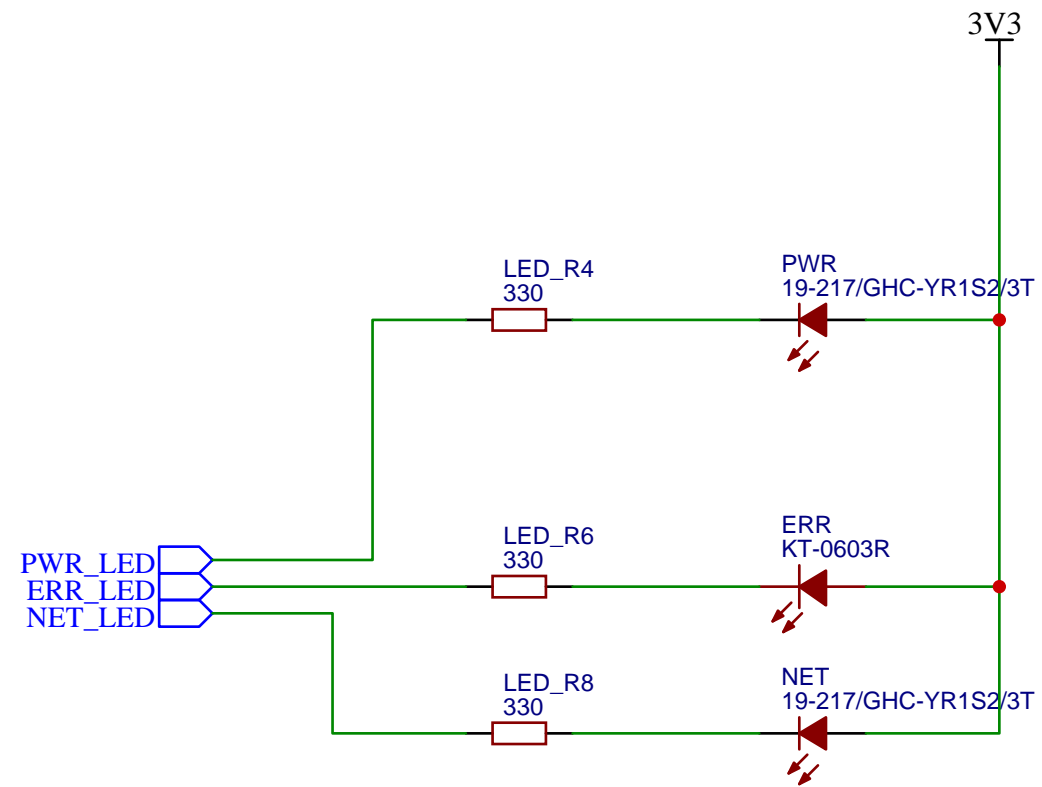 3V3
LED_R4
330
PWR
19-217/GHC-YR1S2/3T
LED_R6
330
ERR
KT-0603R
PWR_LED
ERR_LED
NET_LED
LED_R8
330
NET
19-217/GHC-YR1S2/3T